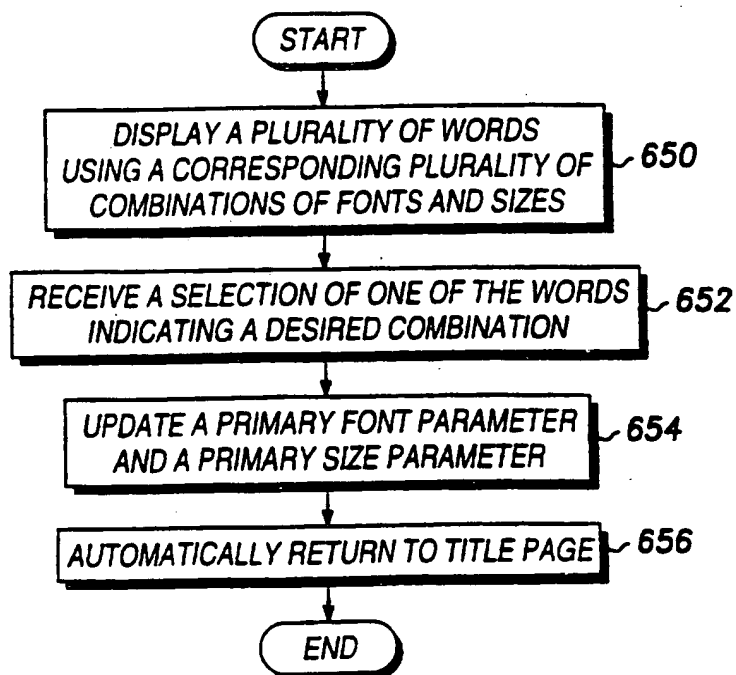 START
DISPLAY A PLURALITY OF WORDS
USING A CORRESPONDING PLURALITY OF
COMBINATIONS OF FONTS AND SIZES
650
RECEIVE A SELECTION OF ONE OF THE WORDS
INDICATING A DESIRED COMBINATION
652
UPDATE A PRIMARY FONT PARAMETER
AND A PRIMARY SIZE PARAMETER
654
AUTOMATICALLY RETURN TO TITLE PAGE
656
END